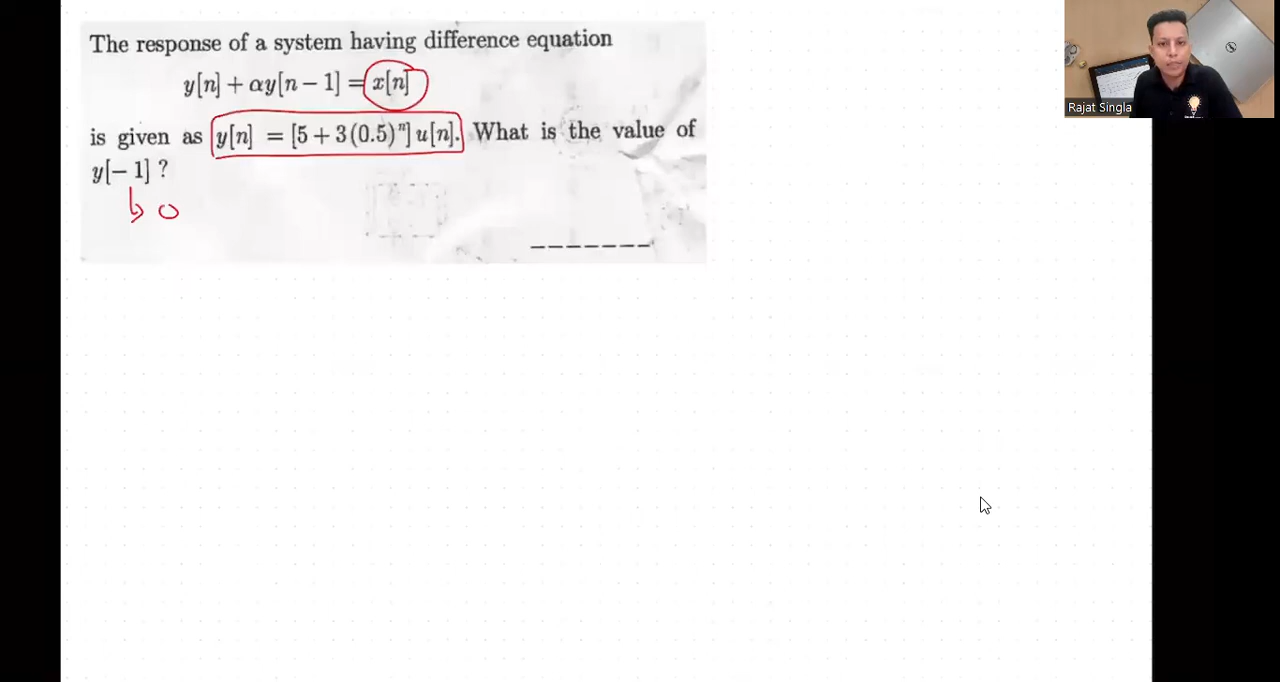 The response of a system having difference equation
y[n] + αy[n − 1] = x[n]
is given as y[n] = [5 + 3(0.5)ⁿ] u[n]. What is the value of
y[− 1] ?
↳ 0
Rajat Singla